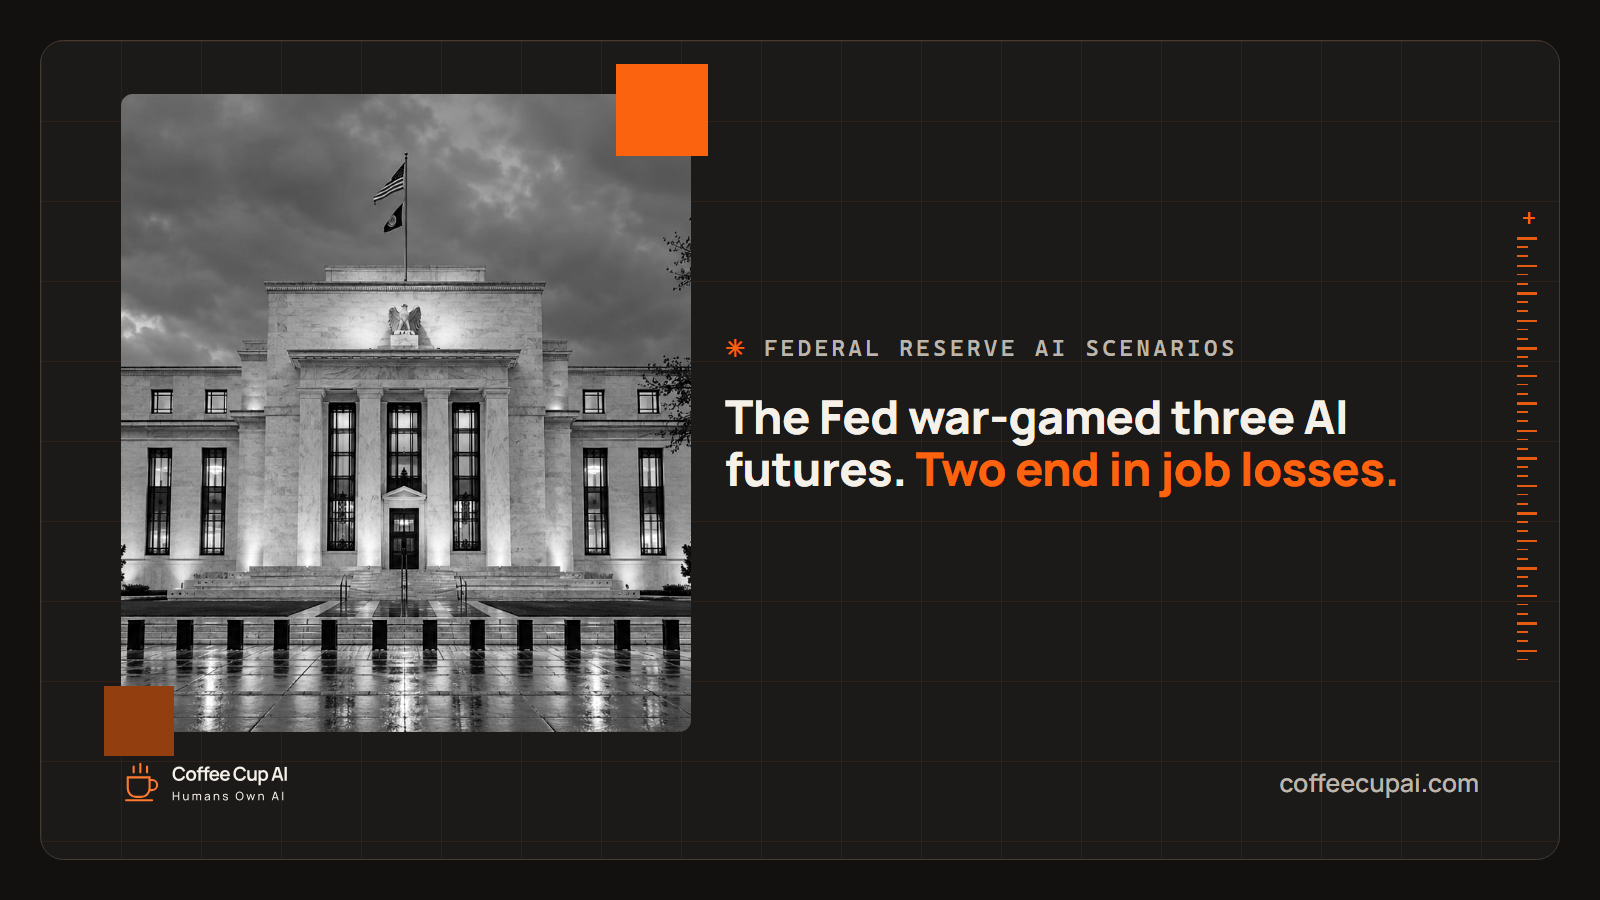 ✳ FEDERAL RESERVE AI SCENARIOS
The Fed war-gamed three AI
futures. Two end in job losses.
Coffee Cup AI
Humans Own AI
coffeecupai.com